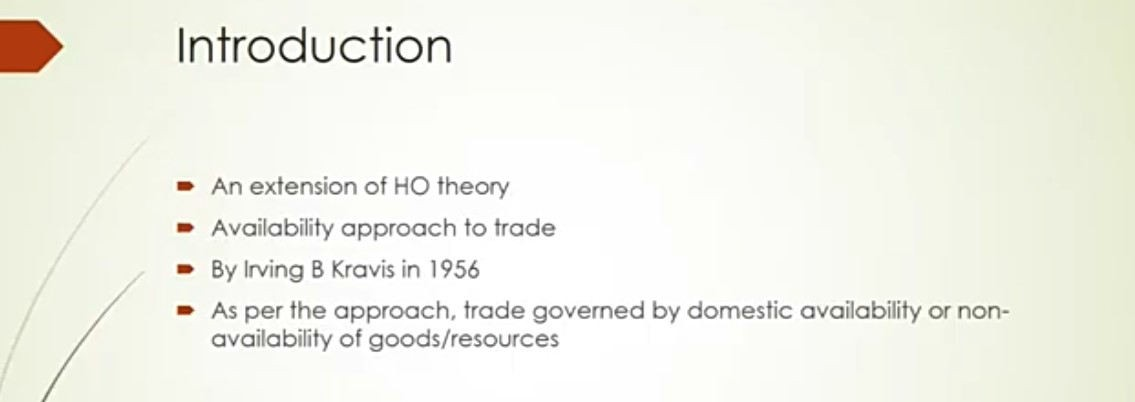 Introduction
An extension of HO theory
Availability approach to trade
By Irving B Kravis in 1956
As per the approach, trade governed by domestic availability or non-
availability of goods/resources